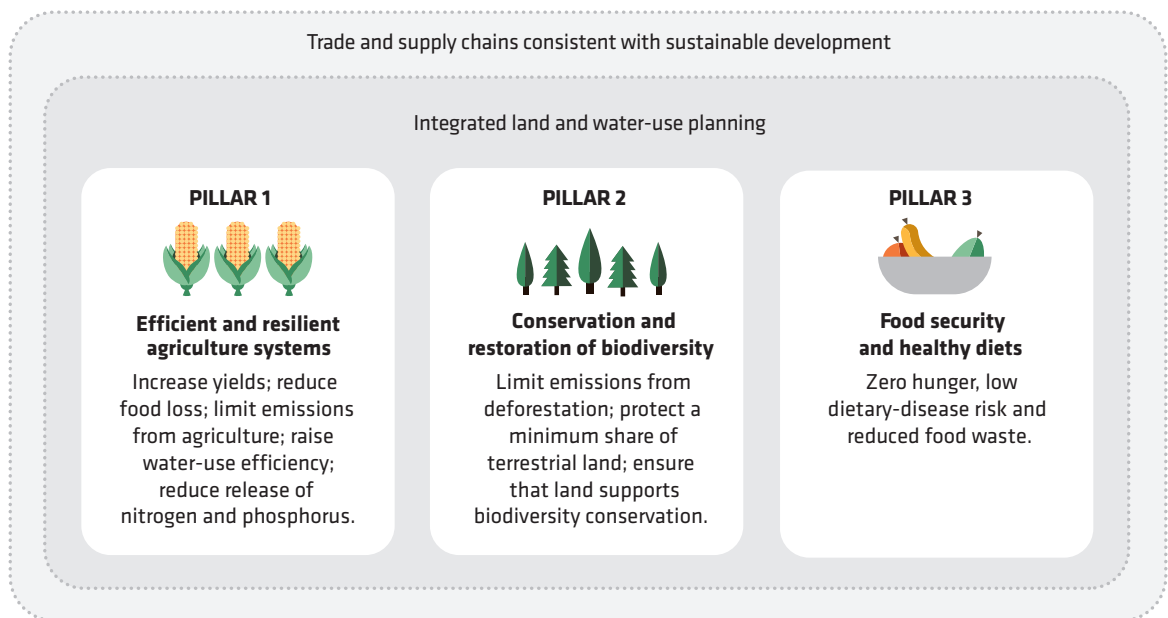 Trade and supply chains consistent with sustainable development
Integrated land and water-use planning
PILLAR 1
Efficient and resilient
agriculture systems
Increase yields; reduce
food loss; limit emissions
from agriculture; raise
water-use efficiency;
reduce release of
nitrogen and phosphorus.
PILLAR 2
Conservation and
restoration of biodiversity
Limit emissions from
deforestation; protect a
minimum share of
terrestrial land; ensure
that land supports
biodiversity conservation.
PILLAR 3
Food security
and healthy diets
Zero hunger, low
dietary-disease risk and
reduced food waste.